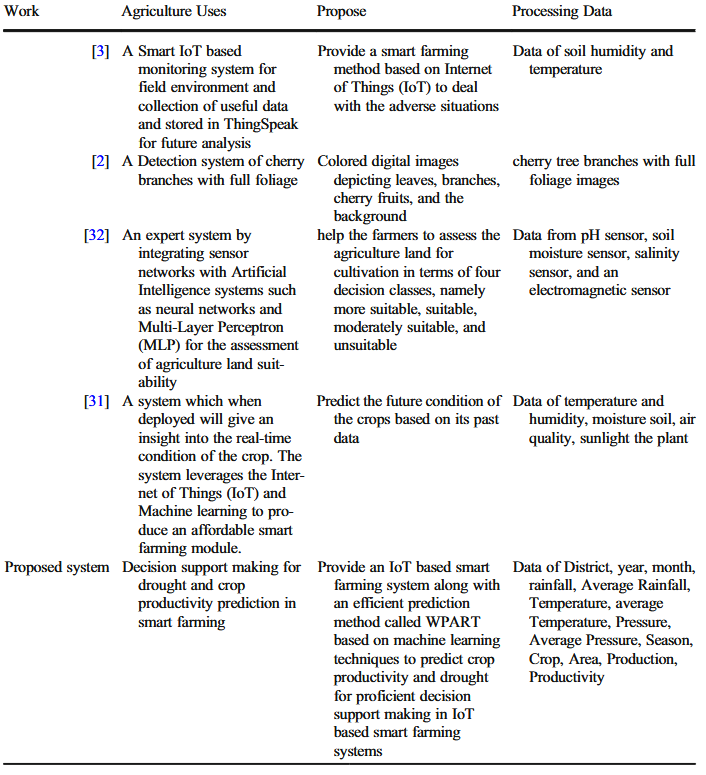 Work Agriculture Uses Propose Processing Data
[3] A Smart IoT based
monitoring system for
field environment and
collection of useful data
and stored in ThingSpeak
for future analysis
Provide a smart farming
method based on Internet
of Things (IoT) to deal
with the adverse situations
Data of soil humidity and
temperature
[2] A Detection system of cherry
branches with full foliage
Colored digital images
depicting leaves, branches,
cherry fruits, and the
background
cherry tree branches with full
foliage images
[32] An expert system by
integrating sensor
networks with Artificial
Intelligence systems such
as neural networks and
Multi-Layer Perceptron
(MLP) for the assessment
of agriculture land suit-
ability
help the farmers to assess the
agriculture land for
cultivation in terms of four
decision classes, namely
more suitable, suitable,
moderately suitable, and
unsuitable
Data from pH sensor, soil
moisture sensor, salinity
sensor, and an
electromagnetic sensor
[31] A system which when
deployed will give an
insight into the real-time
condition of the crop. The
system leverages the Inter-
net of Things (IoT) and
Machine learning to pro-
duce an affordable smart
farming module.
Predict the future condition of
the crops based on its past
data
Data of temperature and
humidity, moisture soil, air
quality, sunlight the plant
Proposed system Decision support making for
drought and crop
productivity prediction in
smart farming
Provide an IoT based smart
farming system along with
an efficient prediction
method called WPART
based on machine learning
techniques to predict crop
productivity and drought
for proficient decision
support making in IoT
based smart farming
systems
Data of District, year, month,
rainfall, Average Rainfall,
Temperature, average
Temperature, Pressure,
Average Pressure, Season,
Crop, Area, Production,
Productivity